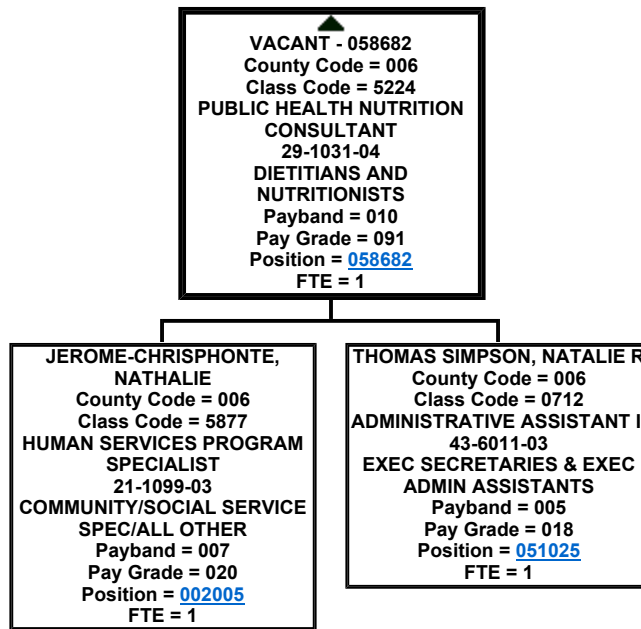 VACANT - 058682
County Code = 006
Class Code = 5224
PUBLIC HEALTH NUTRITION
CONSULTANT
29-1031-04
DIETITIANS AND
NUTRITIONISTS
Payband = 010
Pay Grade = 091
Position = 058682
FTE = 1
JEROME-CHRISPHONTE,
NATHALIE
County Code = 006
Class Code = 5877
HUMAN SERVICES PROGRAM
SPECIALIST
21-1099-03
COMMUNITY/SOCIAL SERVICE
SPEC/ALL OTHER
Payband = 007
Pay Grade = 020
Position = 002005
FTE = 1
THOMAS SIMPSON, NATALIE R
County Code = 006
Class Code = 0712
ADMINISTRATIVE ASSISTANT I
43-6011-03
EXEC SECRETARIES & EXEC
ADMIN ASSISTANTS
Payband = 005
Pay Grade = 018
Position = 051025
FTE = 1